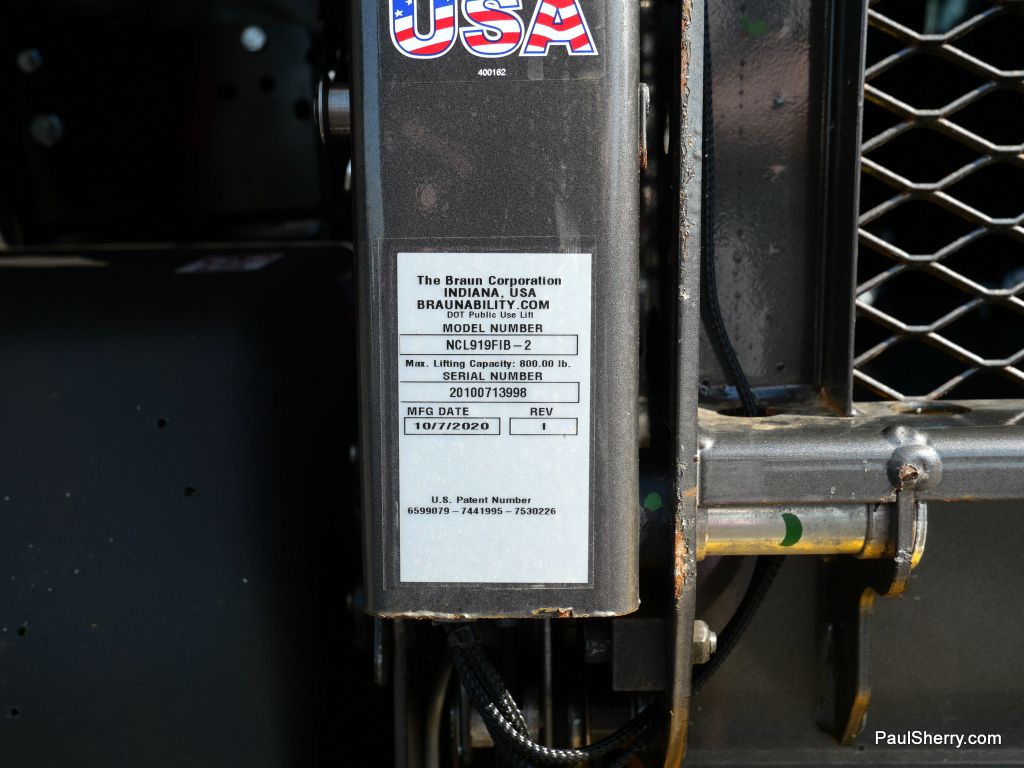 USA
400162
The Braun Corporation
INDIANA, USA
BRAUNABILITY.COM
DOT Public Use Lift
MODEL NUMBER
NCL919FIB-2
Max. Lifting Capacity: 800.00 lb.
SERIAL NUMBER
20100713998
MFG DATE REV
10/7/2020 I
U.S. Patent Number
6599079-7441995-7530226
PaulSherry.com